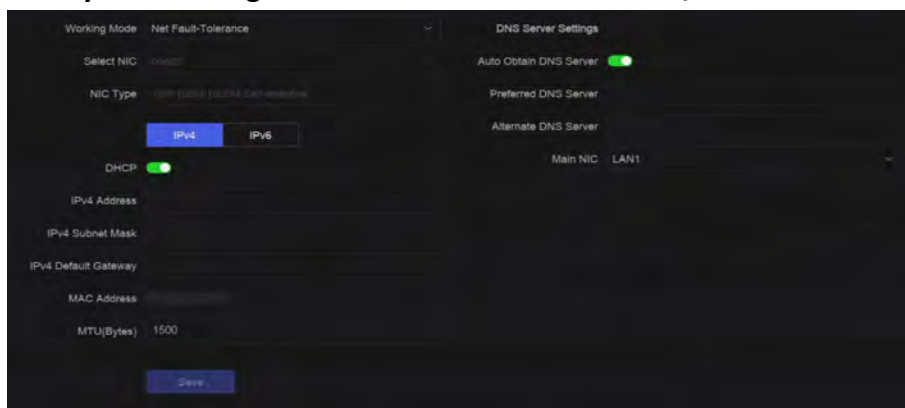 Working Mode Net Fault-Tolerance
Select NIC
NIC Type
IPv4 IPv6
DHCP
IPv4 Address
IPv4 Subnet Mask
IPv4 Default Gateway
MAC Address
MTU(Bytes) 1500
Save
DNS Server Settings
Auto Obtain DNS Server
Preferred DNS Server
Alternate DNS Server
Main NIC LAN1